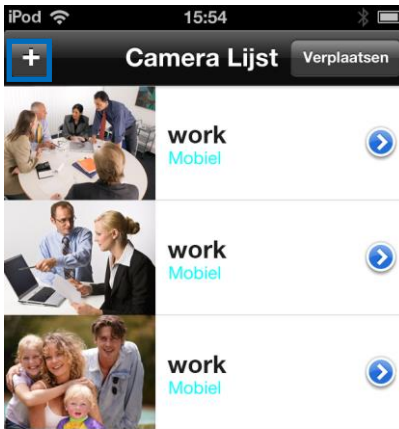 iPod 15:54
+ Camera Lijst Verplaatsen
work
Mobiel
work
Mobiel
work
Mobiel